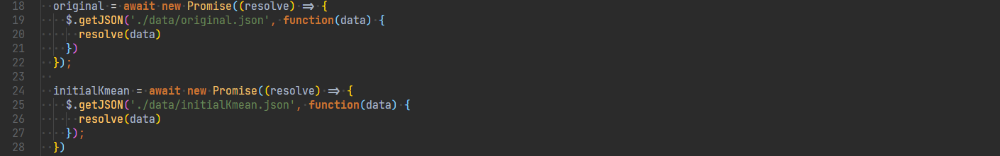 18 original = await new Promise((resolve) => {
19 $.getJSON('./data/original.json', function(data) {
20 resolve(data)
21 })
22 });
23
24 initialKmean = await new Promise((resolve) => {
25 $.getJSON('./data/initialKmean.json', function(data) {
26 resolve(data)
27 });
28 })